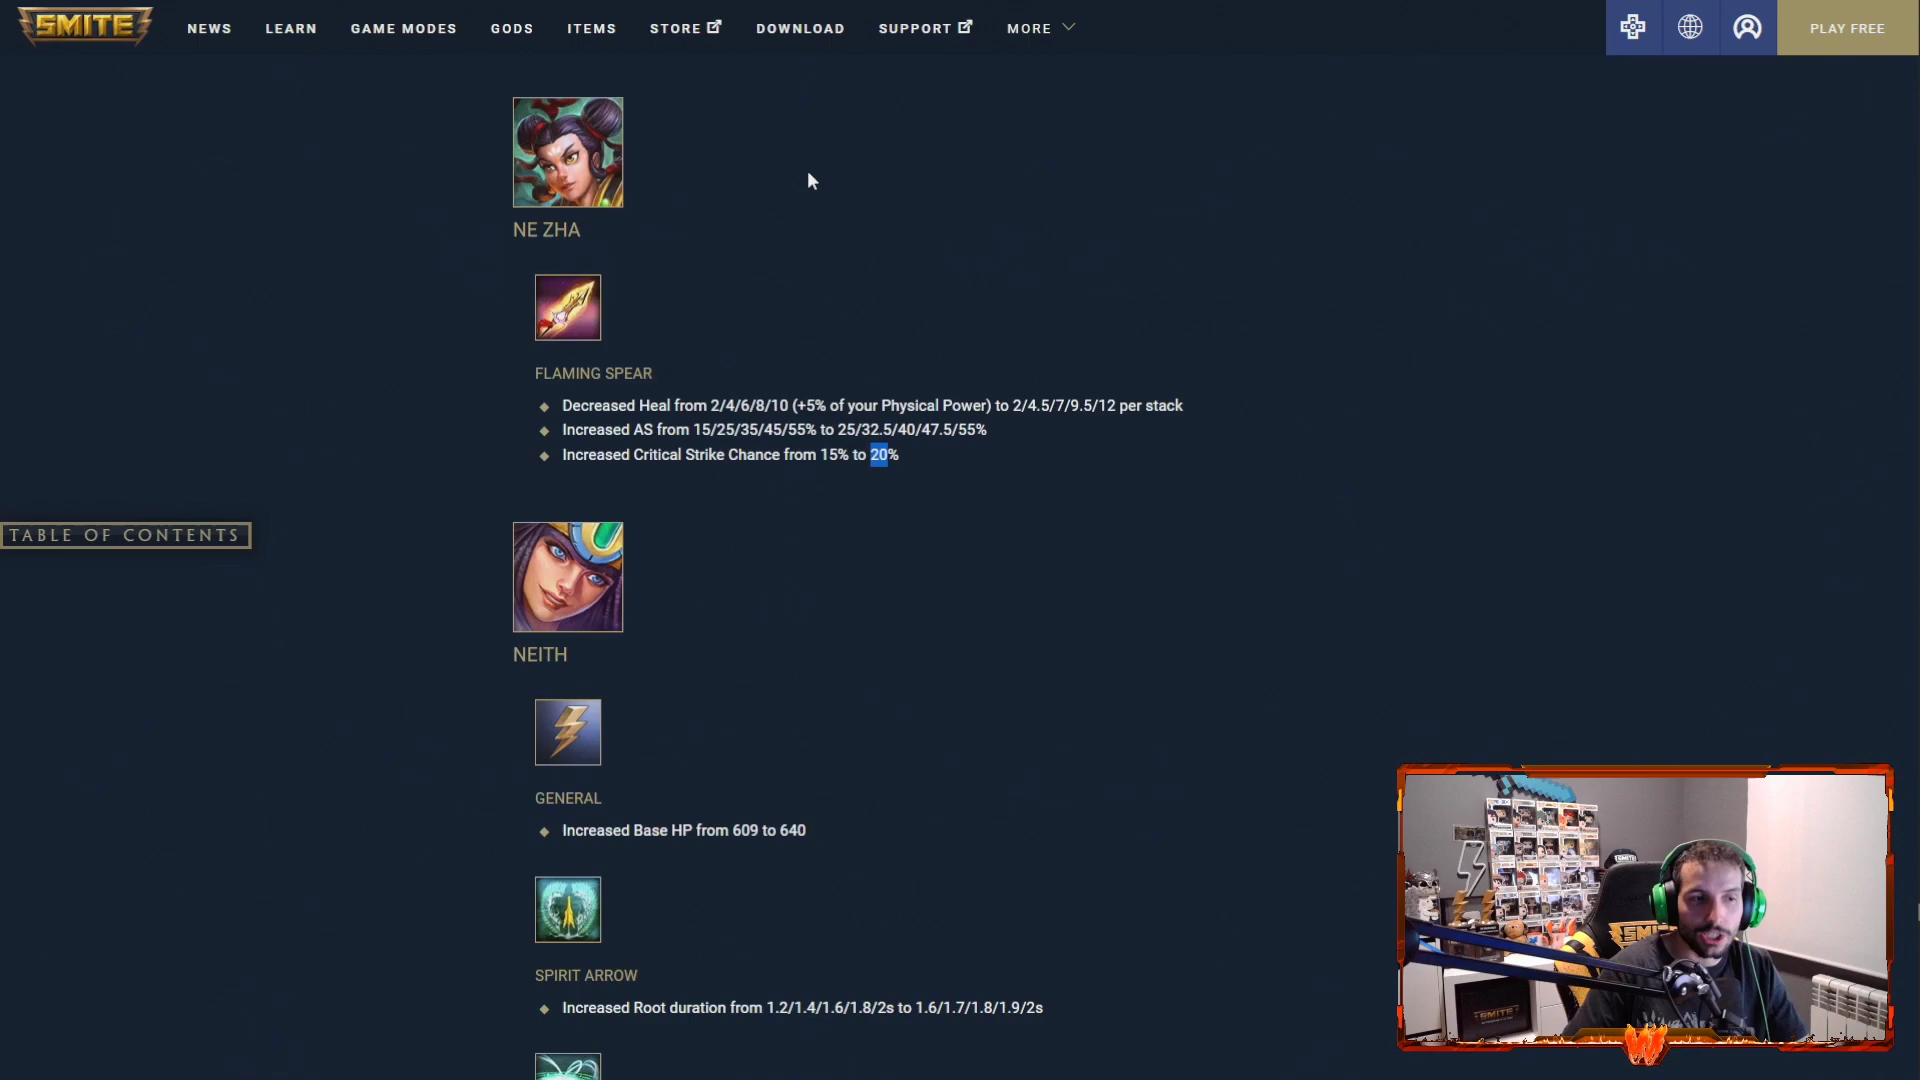 SMITE
NEWS LEARN GAME MODES GODS ITEMS STORE DOWNLOAD SUPPORT MORE PLAY FREE
NE ZHA
FLAMING SPEAR
Decreased Heal from 2/4/6/8/10 (+5% of your Physical Power) to 2/4.5/7/9.5/12 per stack
Increased AS from 15/25/35/45/55% to 25/32.5/40/47.5/55%
Increased Critical Strike Chance from 15% to 20%
TABLE OF CONTENTS
NEITH
GENERAL
Increased Base HP from 609 to 640
SPIRIT ARROW
Increased Root duration from 1.2/1.4/1.6/1.8/2s to 1.6/1.7/1.8/1.9/2s
SMITE
SMITE
W